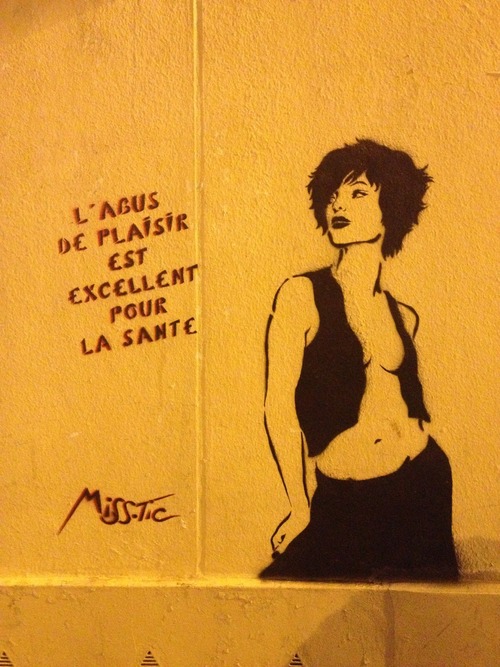 L'ABUS
DE PLAISIR
EST
EXCELLENT
POUR
LA SANTE
MISS.TIC